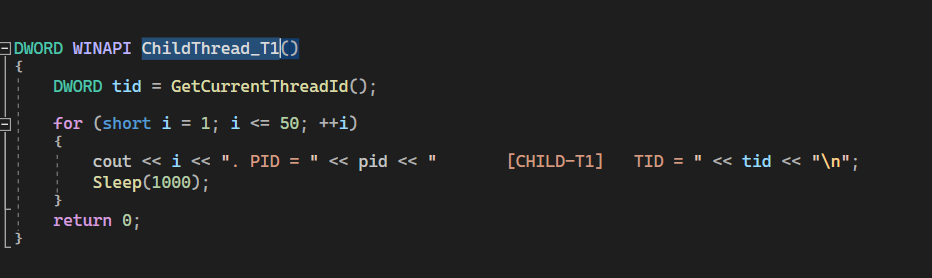 DWORD WINAPI ChildThread_T1()
{
DWORD tid = GetCurrentThreadId();
for (short i = 1; i <= 50; ++i)
{
cout << i << ". PID = " << pid << "       [CHILD-T1]   TID = " << tid << "\n";
Sleep(1000);
}
return 0;
}